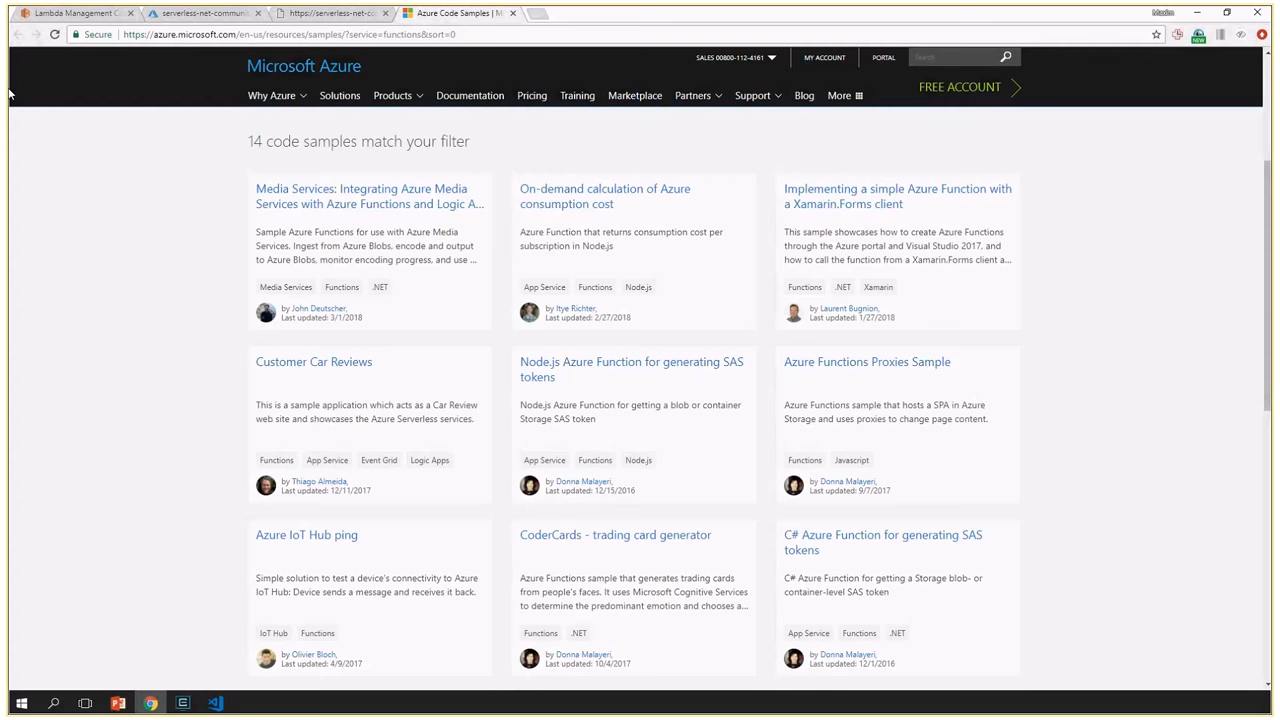 Lambda Management C
serverless-net-communi
https://serverless-net-co
Azure Code Samples | M
Maxim
Secure
https://azure.microsoft.com/en-us/resources/samples/?service=functions&sort=0
NEW
Microsoft Azure
SALES 00800-112-4161
MY ACCOUNT
PORTAL
Search
Why Azure
Solutions
Products
Documentation
Pricing
Training
Marketplace
Partners
Support
Blog
More
FREE ACCOUNT
14 code samples match your filter
Media Services: Integrating Azure Media
Services with Azure Functions and Logic A...
Sample Azure Functions for use with Azure Media
Services. Ingest from Azure Blobs, encode and output
to Azure Blobs, monitor encoding progress, and use ...
Media Services Functions .NET
by John Deutscher,
Last updated: 3/1/2018
On-demand calculation of Azure
consumption cost
Azure Function that returns consumption cost per
subscription in Node.js
App Service Functions Node.js
by Itye Richter,
Last updated: 2/27/2018
Implementing a simple Azure Function with
a Xamarin.Forms client
This sample showcases how to create Azure Functions
through the Azure portal and Visual Studio 2017, and
how to call the function from a Xamarin.Forms client a...
Functions .NET Xamarin
by Laurent Bugnion,
Last updated: 1/27/2018
Customer Car Reviews
This is a sample application which acts as a Car Review
web site and showcases the Azure Serverless services.
Functions App Service Event Grid Logic Apps
by Thiago Almeida,
Last updated: 12/11/2017
Node.js Azure Function for generating SAS
tokens
Node.js Azure Function for getting a blob or container
Storage SAS token
App Service Functions Node.js
by Donna Malayeri,
Last updated: 12/15/2016
Azure Functions Proxies Sample
Azure Functions sample that hosts a SPA in Azure
Storage and uses proxies to change page content.
Functions Javascript
by Donna Malayeri,
Last updated: 9/7/2017
Azure IoT Hub ping
Simple solution to test a device's connectivity to Azure
IoT Hub: Device sends a message and receives it back.
IoT Hub Functions
by Olivier Bloch,
Last updated: 4/9/2017
CoderCards - trading card generator
Azure Functions sample that generates trading cards
from people's faces. It uses Microsoft Cognitive Services
to determine the predominant emotion and chooses a...
Functions .NET
by Donna Malayeri,
Last updated: 10/4/2017
C# Azure Function for generating SAS
tokens
C# Azure Function for getting a Storage blob- or
container-level SAS token
App Service Functions .NET
by Donna Malayeri,
Last updated: 12/1/2016